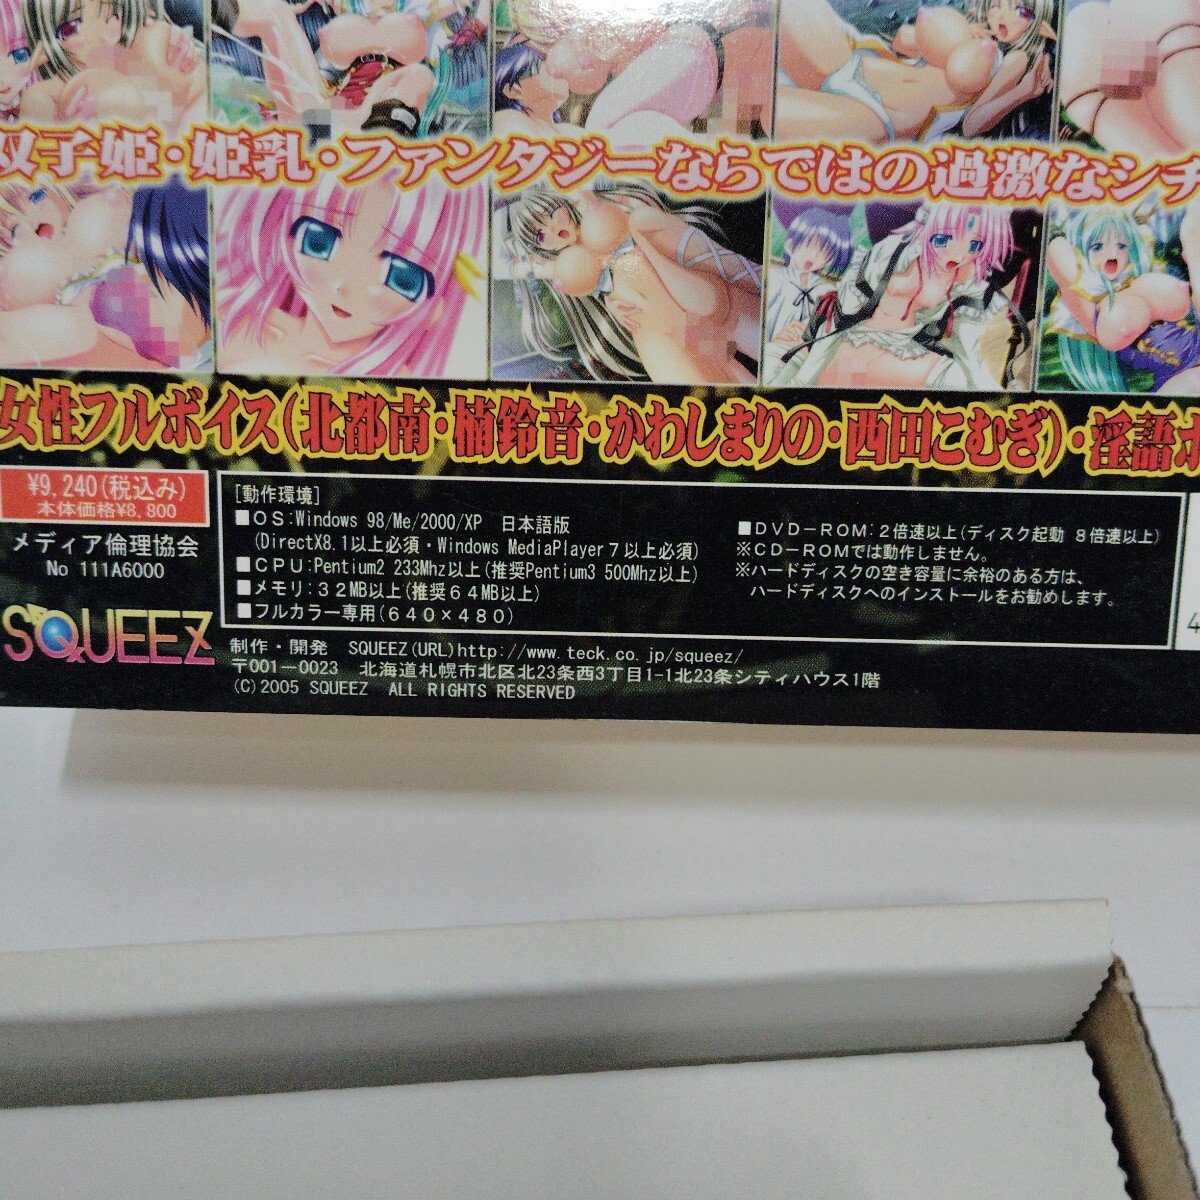 双子姫・姫乳・ファンタジーならではの過激なシチ
女性フルボイス(北都南・楠鈴音・かわしまりの・西田こむぎ)・淫語ボ
¥9,240(税込み)
本体価格¥8,800
メディア倫理協会
No 111A6000
SQUEEZ
[動作環境]
■OS:Windows 98/Me/2000/XP 日本語版
(DirectX8.1以上必須・Windows MediaPlayer7以上必須)
■CPU:Pentium2 233Mhz以上(推奨Pentium3 500Mhz以上)
■メモリ:32MB以上(推奨64MB以上)
■フルカラー専用(640×480)
■DVD-ROM:2倍速以上(ディスク起動 8倍速以上)
※CD-ROMでは動作しません。
※ハードディスクの空き容量に余裕のある方は、
ハードディスクへのインストールをお勧めします。
制作・開発 SQUEEZ(URL)http://www.teck.co.jp/squeez/
〒001-0023 北海道札幌市北区北23条西3丁目1-1北23条シティハウス1階
(C)2005 SQUEEZ ALL RIGHTS RESERVED
4